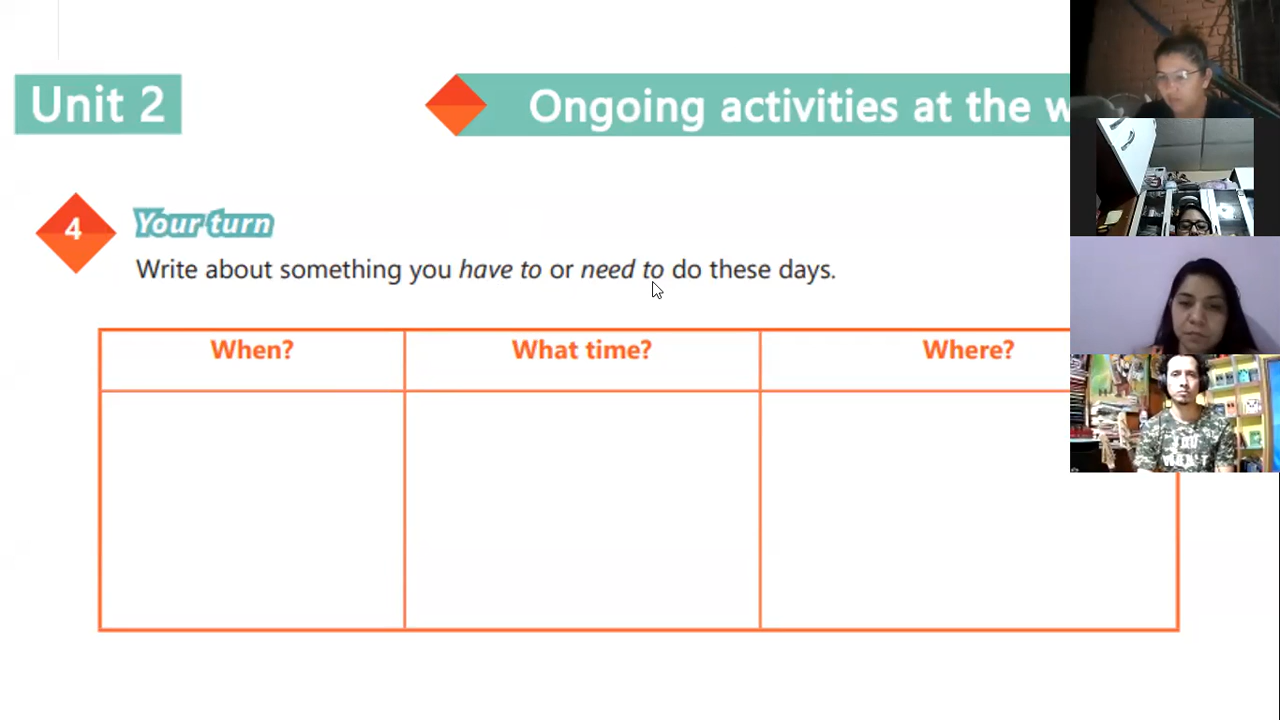 Unit 2
Ongoing activities at the w
4
Your turn
Write about something you have to or need to do these days.
When?
What time?
Where?